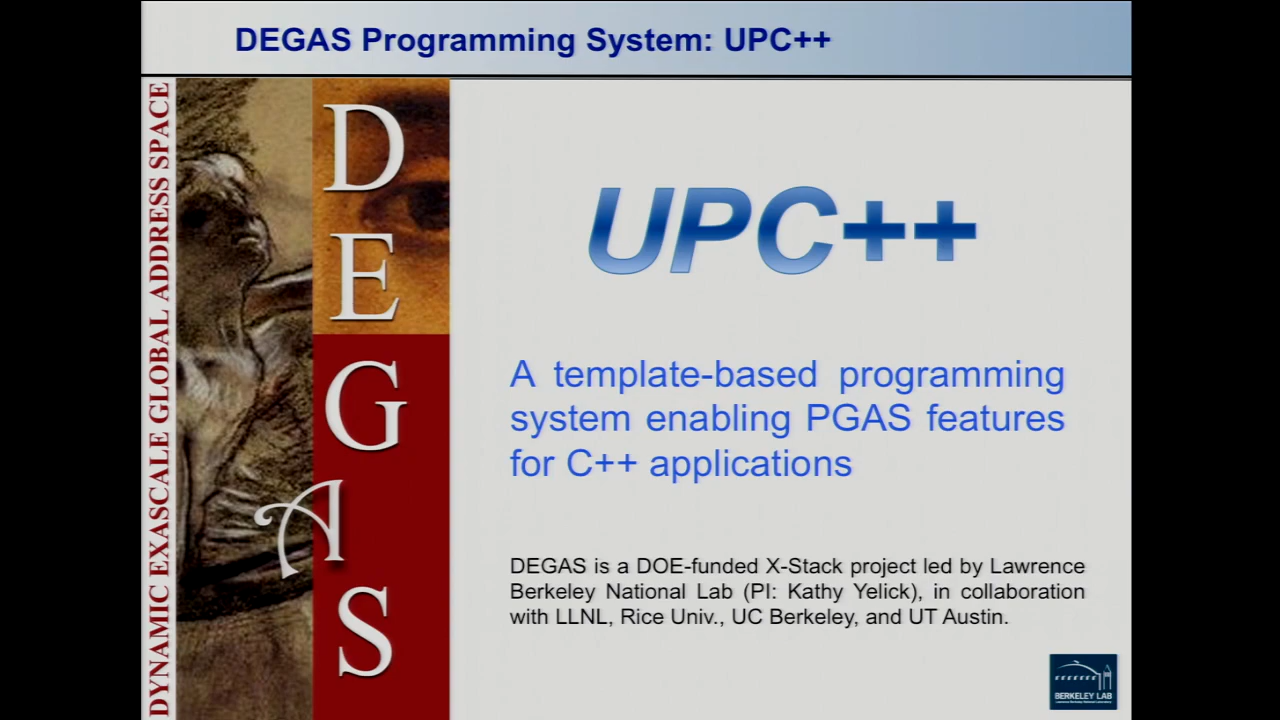 DEGAS Programming System: UPC++
DYNAMIC EXASCALE GLOBAL ADDRESS SPACE
D
E
G
A
S
UPC++
A template-based programming
system enabling PGAS features
for C++ applications
DEGAS is a DOE-funded X-Stack project led by Lawrence
Berkeley National Lab (PI: Kathy Yelick), in collaboration
with LLNL, Rice Univ., UC Berkeley, and UT Austin.
BERKELEY LAB